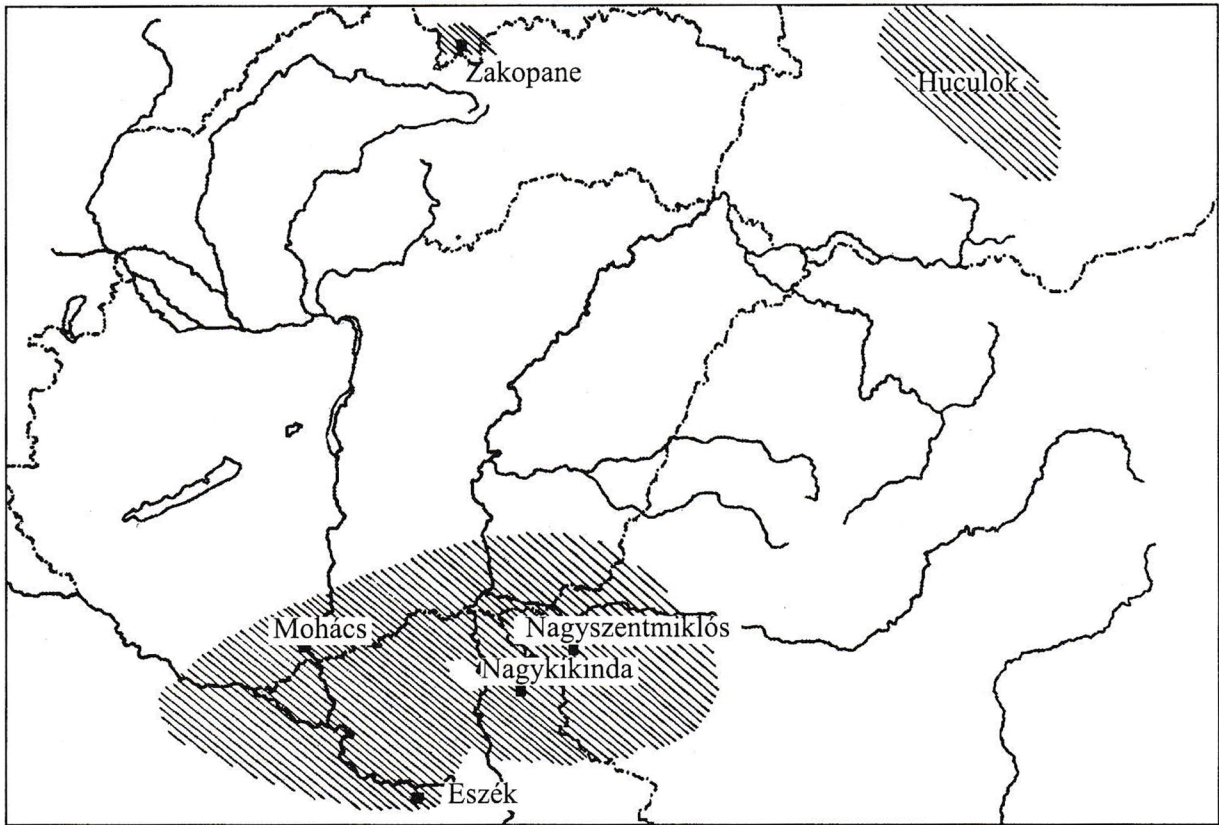 Zakopane
Huculok
Mohács
Nagyszentmiklós
Nagykikinda
Eszék